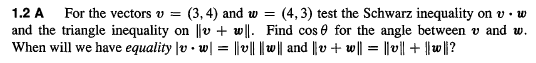 1.2 A For the vectors v = (3, 4) and w = (4, 3) test the Schwarz inequality on v · w
and the triangle inequality on ‖v + w‖. Find cos θ for the angle between v and w.
When will we have equality |v · w| = ‖v‖ ‖w‖ and ‖v + w‖ = ‖v‖ + ‖w‖?